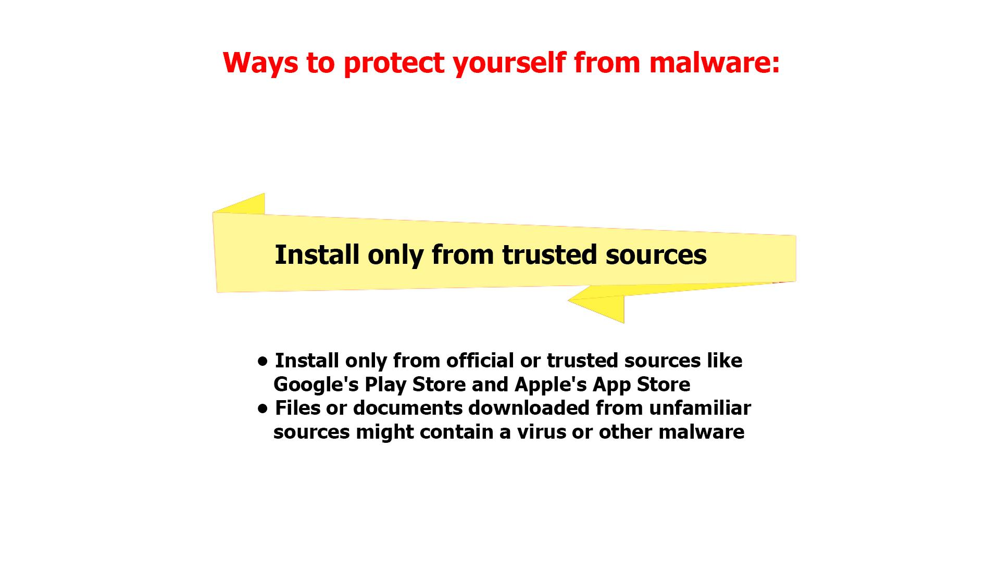 Ways to protect yourself from malware:
Install only from trusted sources
• Install only from official or trusted sources like
Google's Play Store and Apple's App Store
• Files or documents downloaded from unfamiliar
sources might contain a virus or other malware